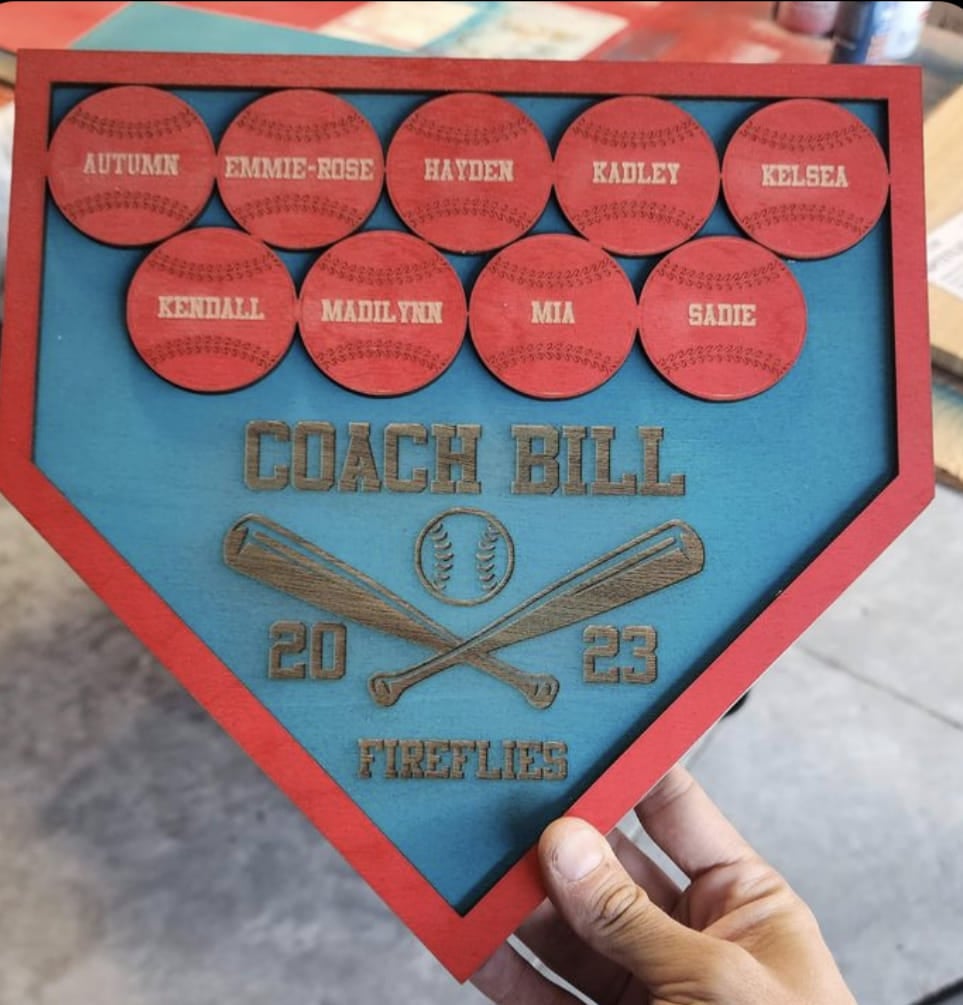 AUTUMN EMMIE-ROSE HAYDEN KADLEY KELSEA
KENDALL MADILYNN MIA SADIE
COACH BILL
20 23
FIREFLIES